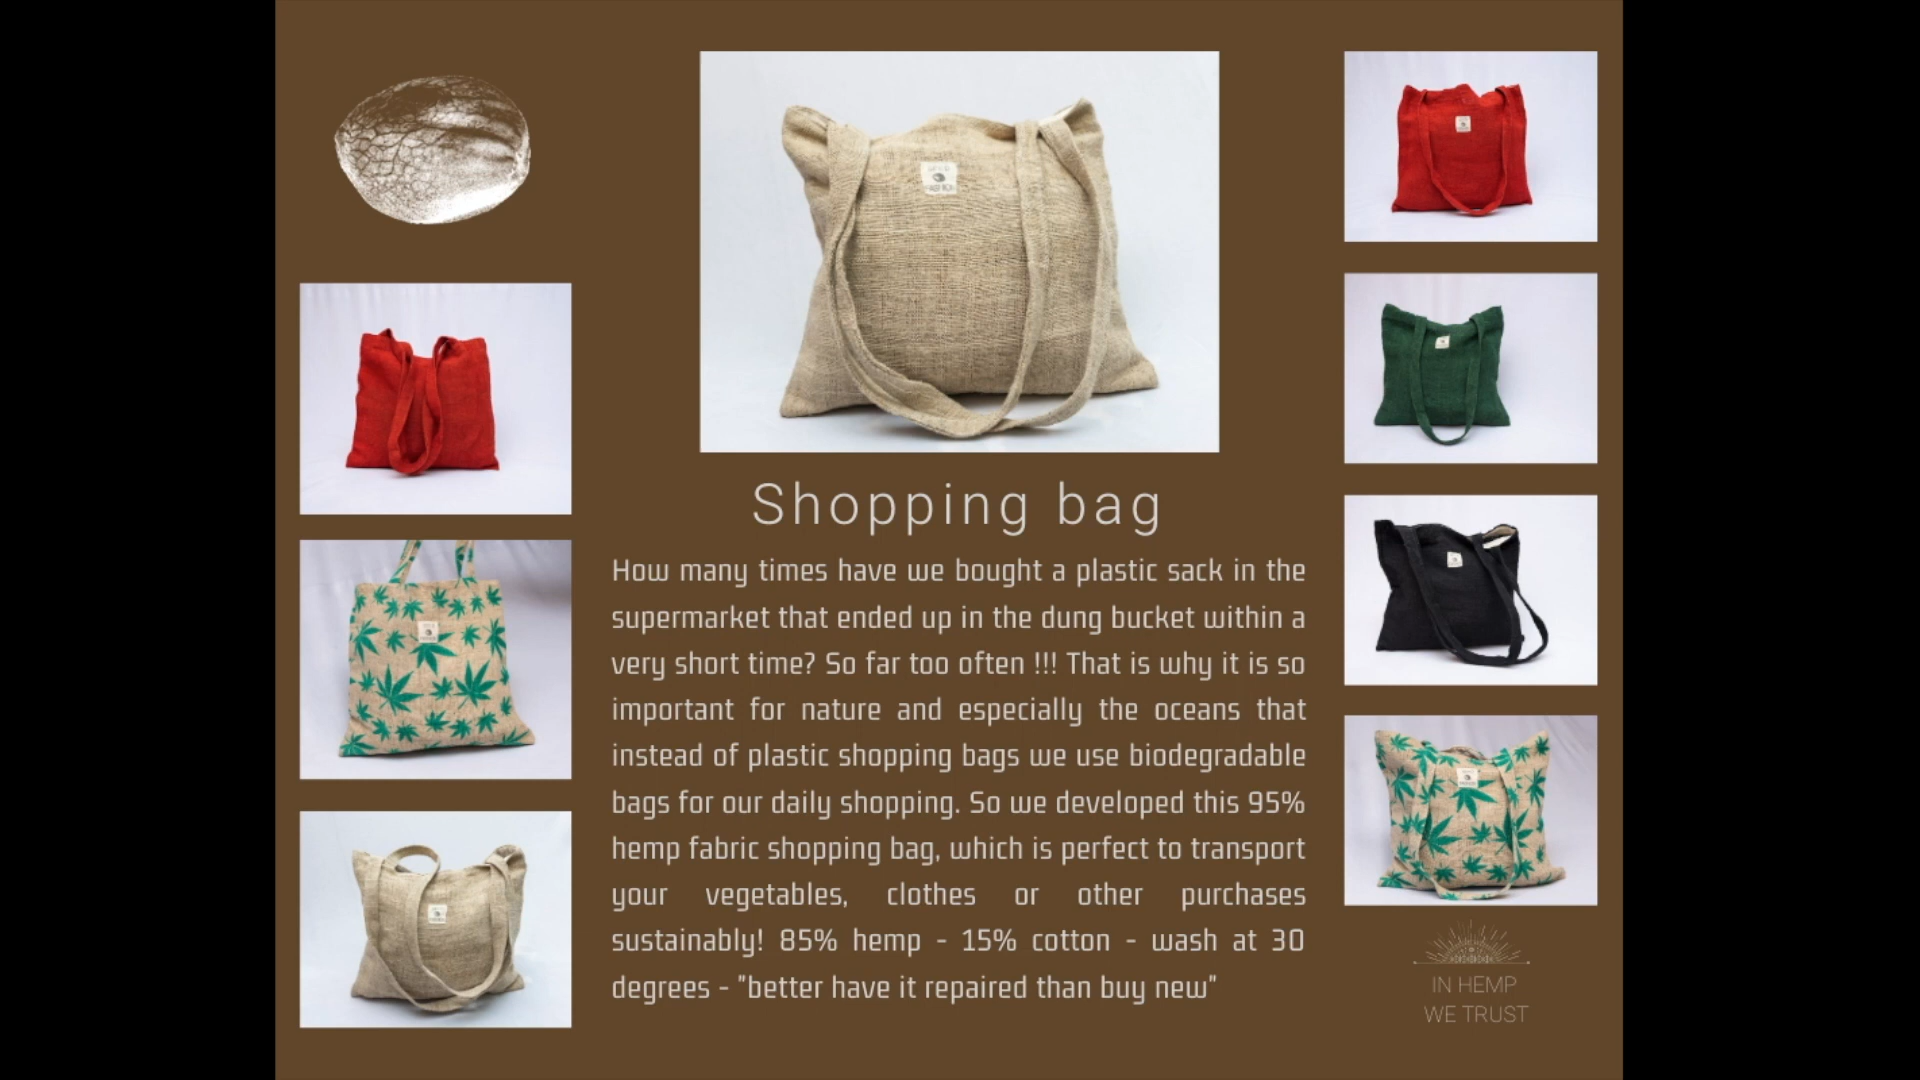 Shopping bag
How many times have we bought a plastic sack in the
supermarket that ended up in the dung bucket within a
very short time? So far too often !!! That is why it is so
important for nature and especially the oceans that
instead of plastic shopping bags we use biodegradable
bags for our daily shopping. So we developed this 95%
hemp fabric shopping bag, which is perfect to transport
your vegetables, clothes or other purchases
sustainably! 85% hemp - 15% cotton - wash at 30
degrees - "better have it repaired than buy new"
IN HEMP
WE TRUST